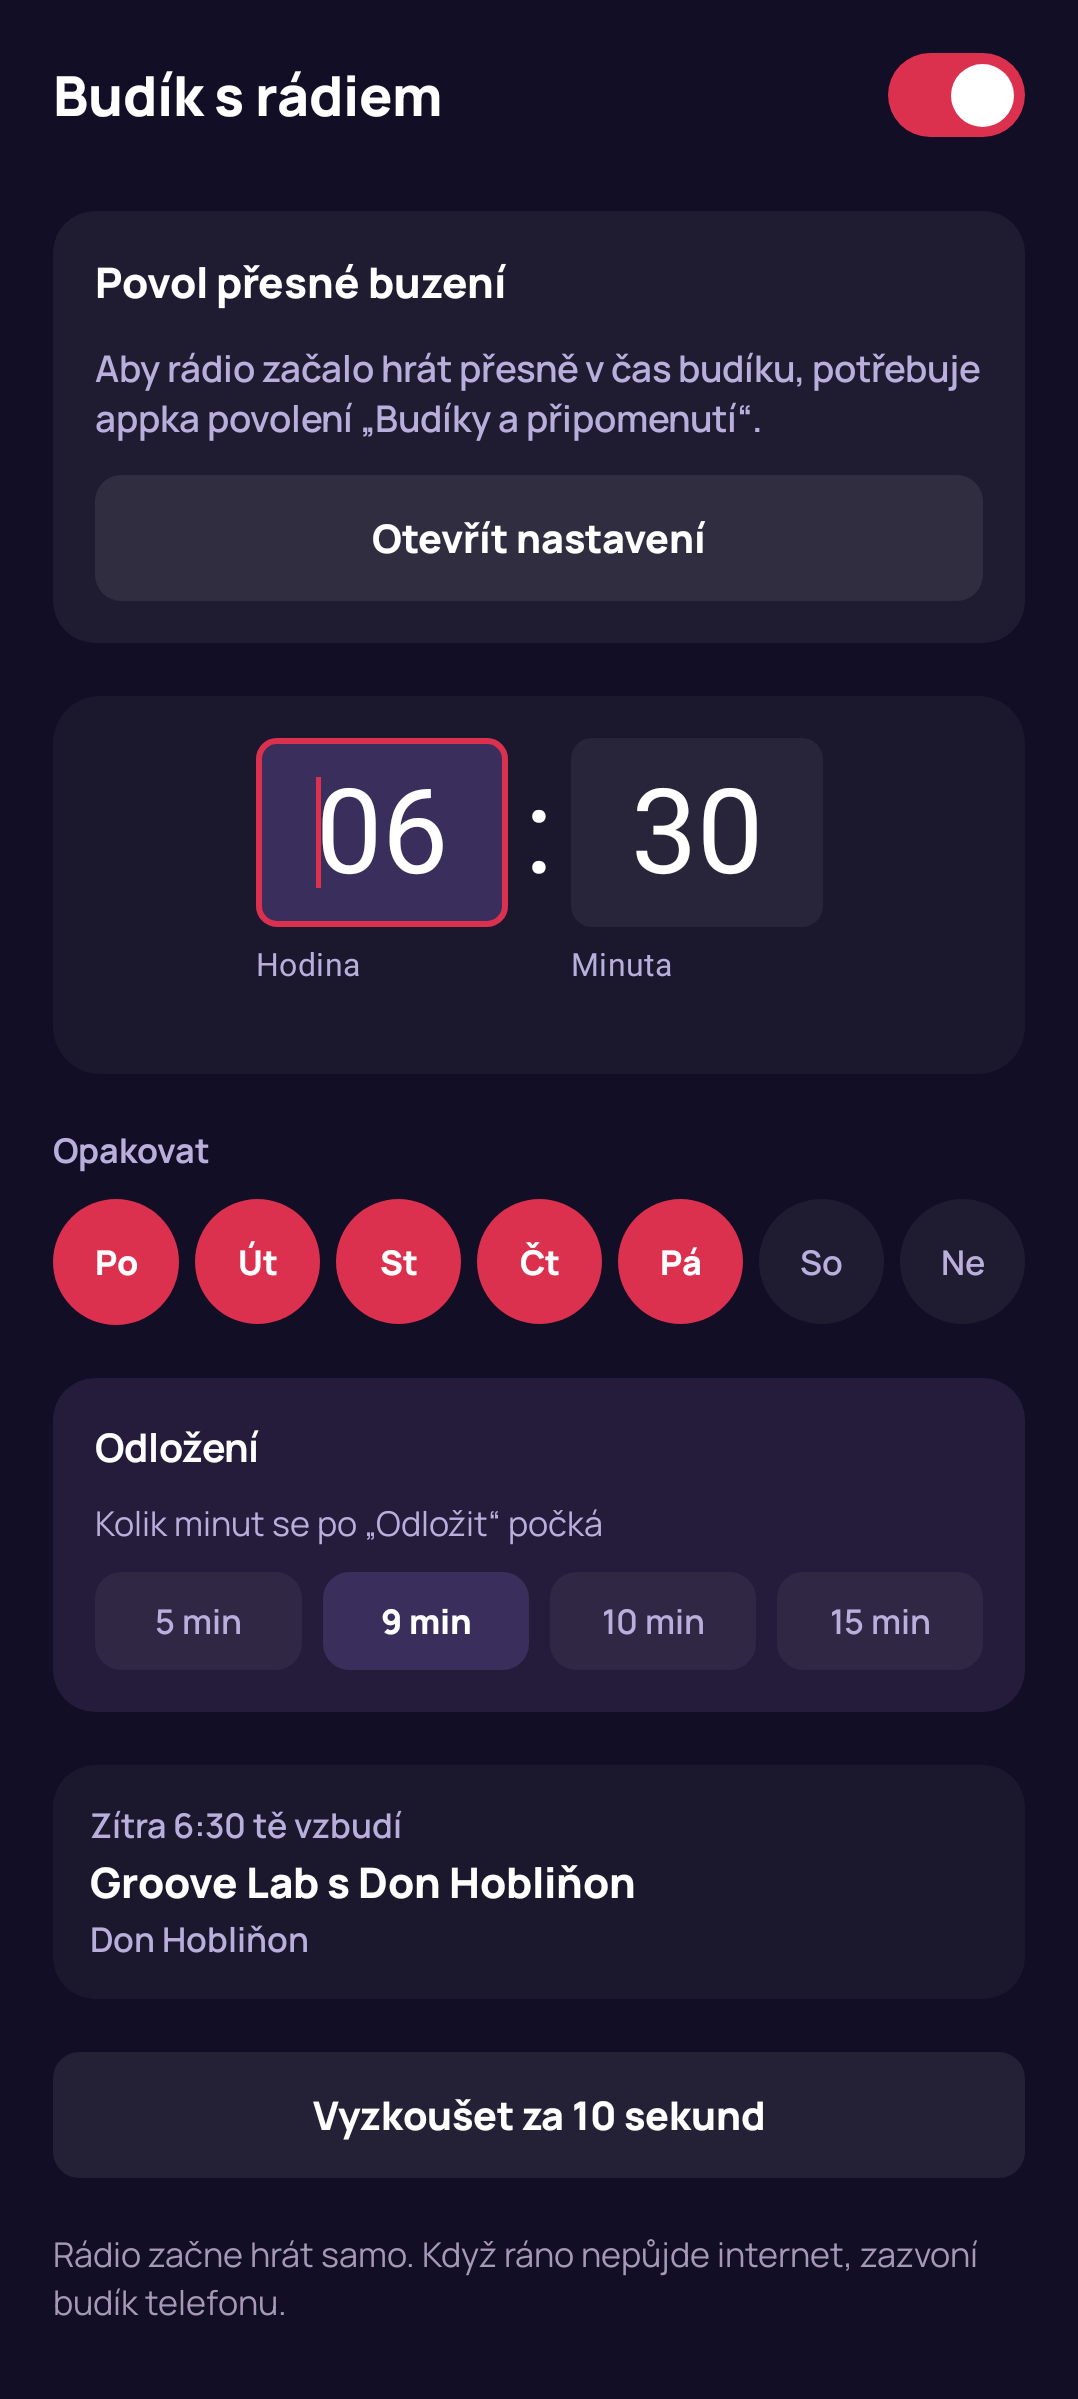 Budík s rádiem
Povol přesné buzení
Aby rádio začalo hrát přesně v čas budíku, potřebuje
appka povolení „Budíky a připomenutí“.
Otevřít nastavení
06 : 30
Hodina Minuta
Opakovat
Po Út St Čt Pá So Ne
Odložení
Kolik minut se po „Odložit“ počká
5 min 9 min 10 min 15 min
Zítra 6:30 tě vzbudí
Groove Lab s Don Hobliňon
Don Hobliňon
Vyzkoušet za 10 sekund
Rádio začne hrát samo. Když ráno nepůjde internet, zazvoní
budík telefonu.